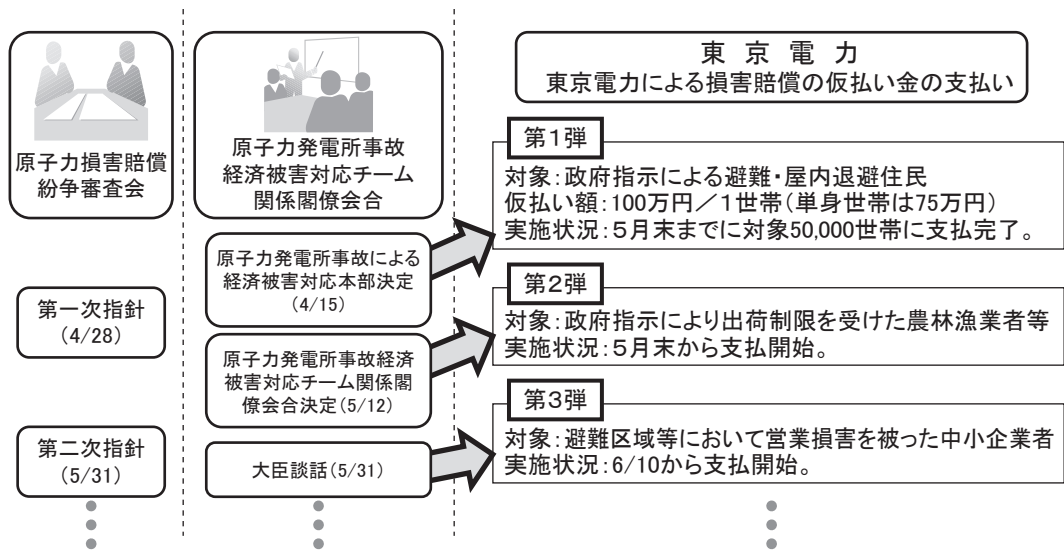 原子力損害賠償
紛争審査会
第一次指針
(4/28)
第二次指針
(5/31)
原子力発電所事故
経済被害対応チーム
関係閣僚会合
原子力発電所事故による
経済被害対応本部決定
(4/15)
原子力発電所事故経済
被害対応チーム関係閣
僚会合決定(5/12)
大臣談話(5/31)
東 京 電 力
東京電力による損害賠償の仮払い金の支払い
第1弾
対象:政府指示による避難・屋内退避住民
仮払い額:100万円/1世帯(単身世帯は75万円)
実施状況:5月末までに対象50,000世帯に支払完了。
第2弾
対象:政府指示により出荷制限を受けた農林漁業者等
実施状況:5月末から支払開始。
第3弾
対象:避難区域等において営業損害を被った中小企業者
実施状況:6/10から支払開始。